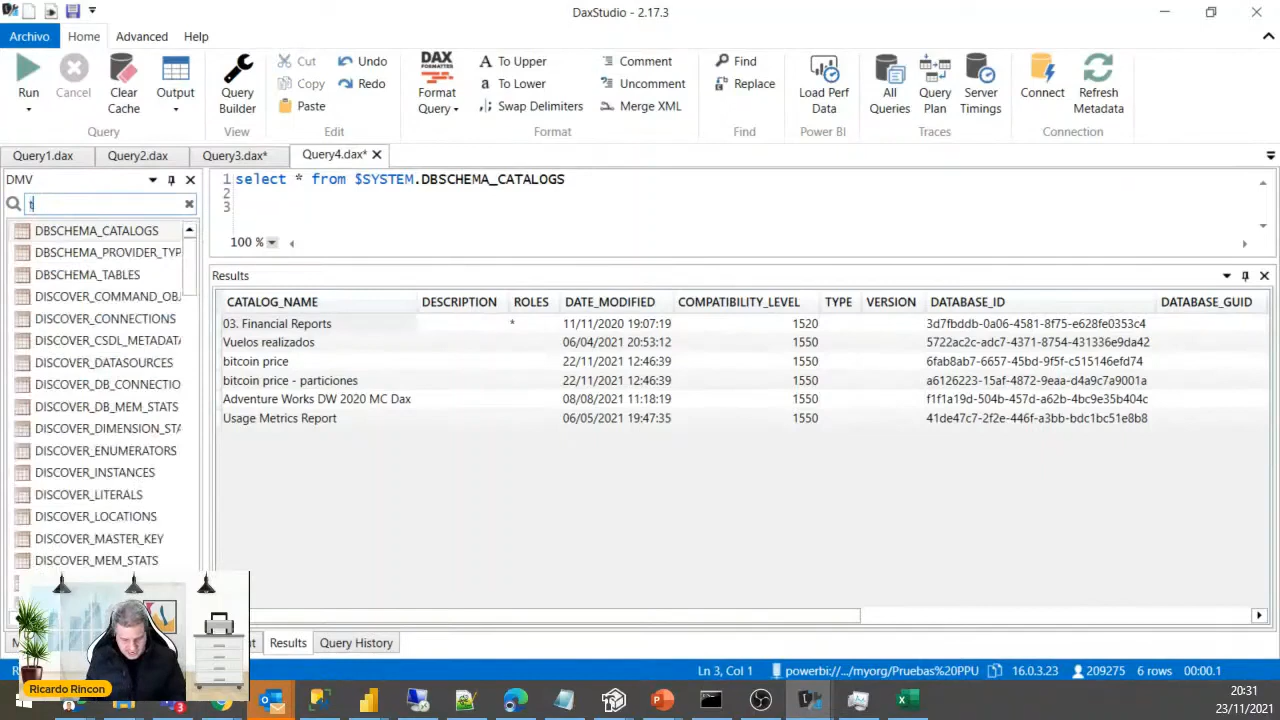 DaxStudio - 2.17.3
Archivo Home Advanced Help
Run Cancel Clear Cache Output
Query
Query Builder
View
Cut Copy Paste Undo Redo
Edit
DAX FORMATTER Format Query
To Upper
To Lower
Swap Delimiters
Comment
Uncomment
Merge XML
Format
Find
Replace
Find
Load Perf Data
Power BI
All Queries Query Plan Server Timings
Traces
Connect Refresh Metadata
Connection
Query1.dax Query2.dax Query3.dax* Query4.dax*
DMV
t
DBSCHEMA_CATALOGS
DBSCHEMA_PROVIDER_TYP
DBSCHEMA_TABLES
DISCOVER_COMMAND_OBJ
DISCOVER_CONNECTIONS
DISCOVER_CSDL_METADATA
DISCOVER_DATASOURCES
DISCOVER_DB_CONNECTIO
DISCOVER_DB_MEM_STATS
DISCOVER_DIMENSION_STA
DISCOVER_ENUMERATORS
DISCOVER_INSTANCES
DISCOVER_LITERALS
DISCOVER_LOCATIONS
DISCOVER_MASTER_KEY
DISCOVER_MEM_STATS
1 select * from $SYSTEM.DBSCHEMA_CATALOGS
2
3
100 %
Results
CATALOG_NAME DESCRIPTION ROLES DATE_MODIFIED COMPATIBILITY_LEVEL TYPE VERSION DATABASE_ID DATABASE_GUID
03. Financial Reports * 11/11/2020 19:07:19 1520 3d7fbddb-0a06-4581-8f75-e628fe0353c4
Vuelos realizados 06/04/2021 20:53:12 1550 5722ac2c-adc7-4371-8754-431336e9da42
bitcoin price 22/11/2021 12:46:39 1550 6fab8ab7-6657-45bd-9f5f-c515146efd74
bitcoin price - particiones 22/11/2021 12:46:39 1550 a6126223-15af-4872-9eaa-d4a9c7a9001a
Adventure Works DW 2020 MC Dax 08/08/2021 11:18:19 1550 f1f1a19d-504b-457d-a62b-4bc9e35b404c
Usage Metrics Report 06/05/2021 19:47:35 1550 41de47c7-2f2e-446f-a3bb-bdc1bc51e8b8
Results Query History
Ln 3, Col 1 powerbi://.../myorg/Pruebas%20PPU 16.0.3.23 209275 6 rows 00:00.1
Ricardo Rincon
20:31
23/11/2021